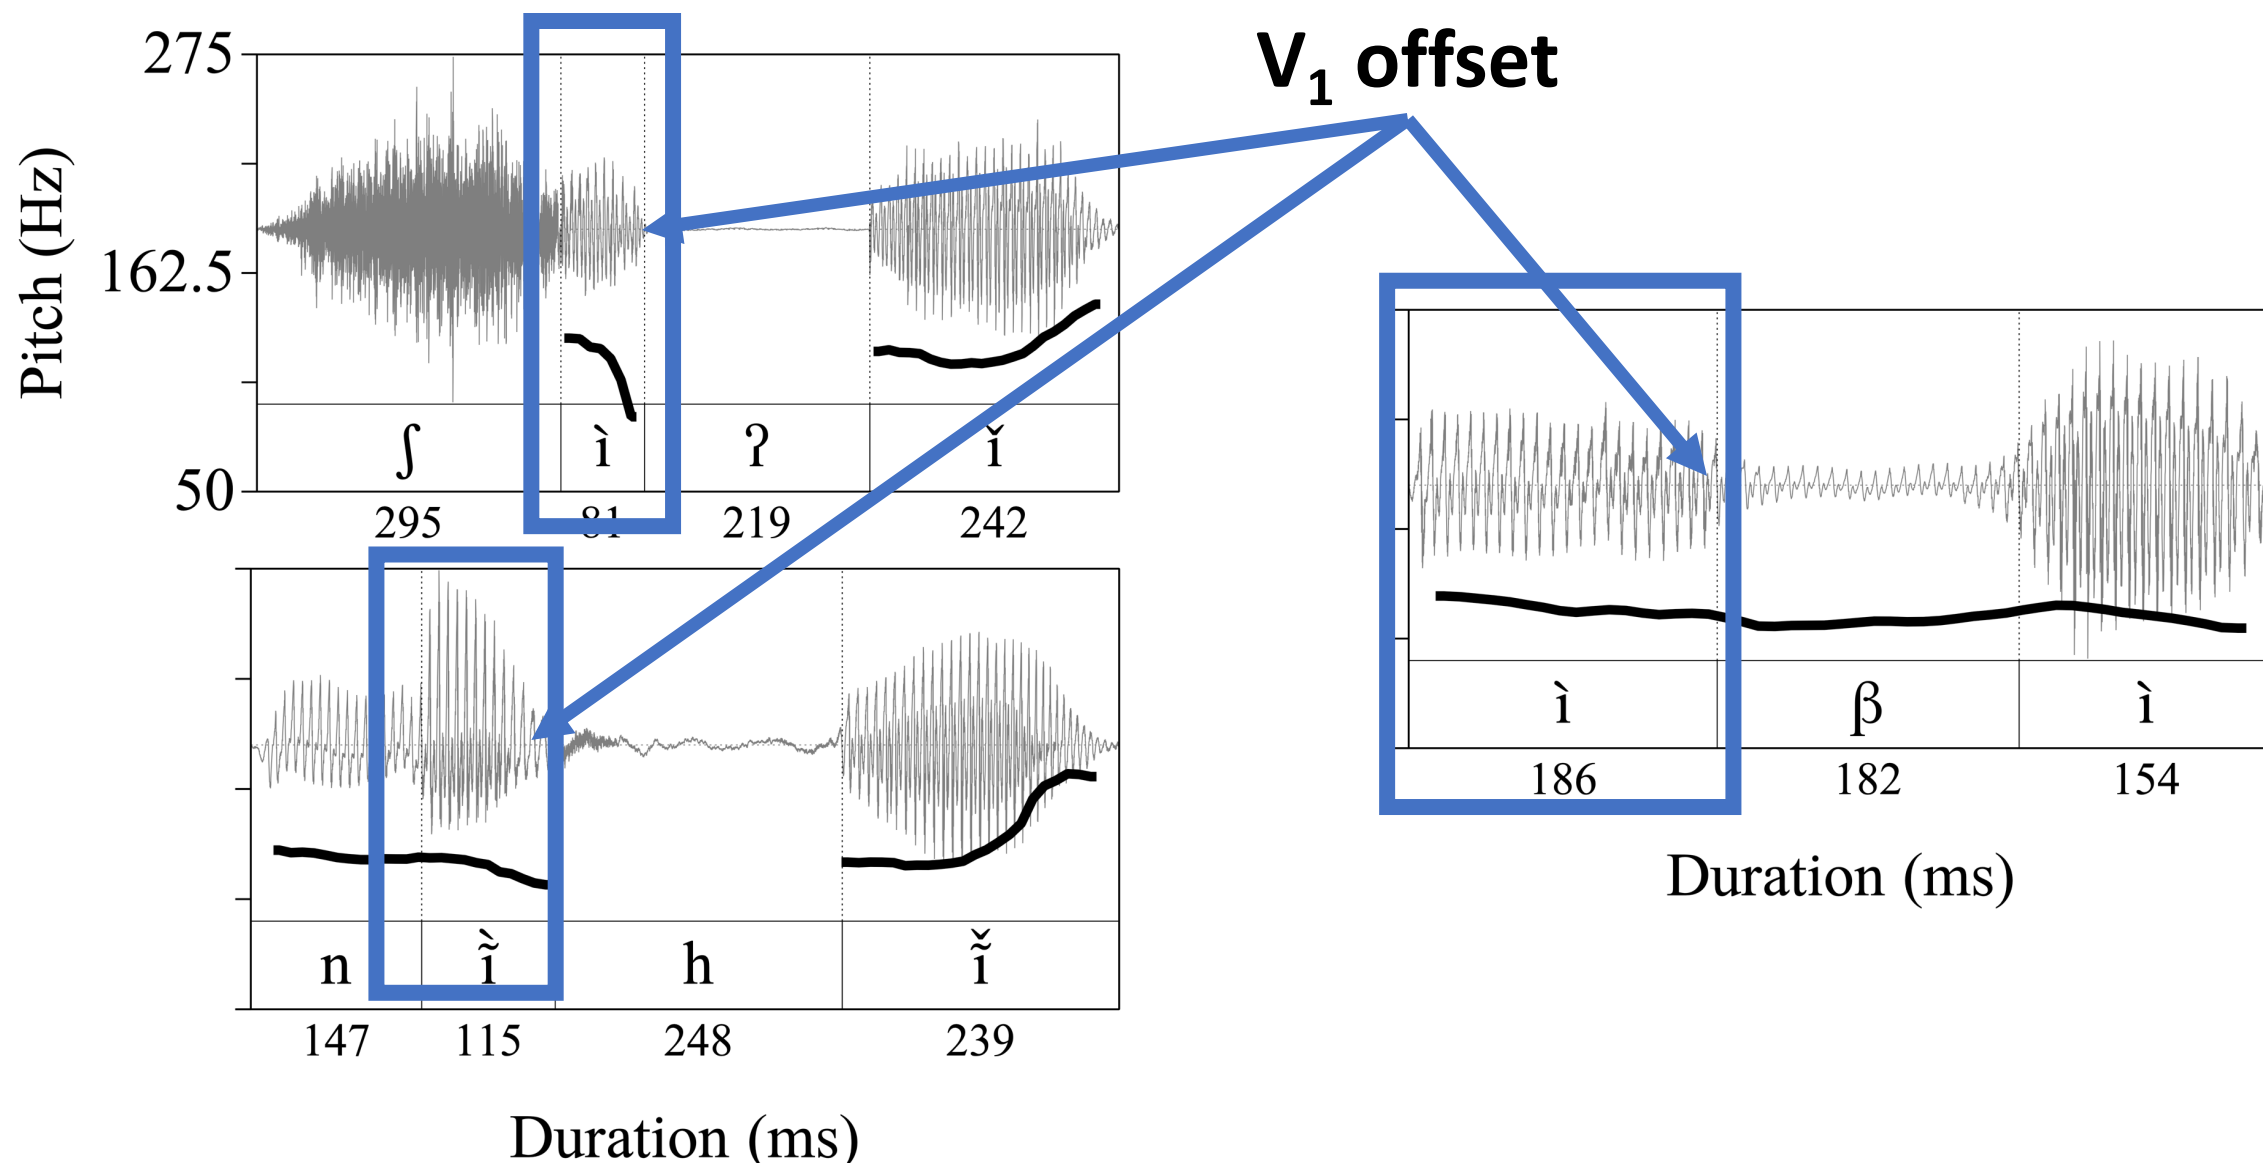 V₁ offset
Pitch (Hz)
275
162.5
50
ʃ ì ʔ ǐ
295 81 219 242
n ĩ̀ h ĩ̌
147 115 248 239
Duration (ms)
ì β ì
186 182 154
Duration (ms)